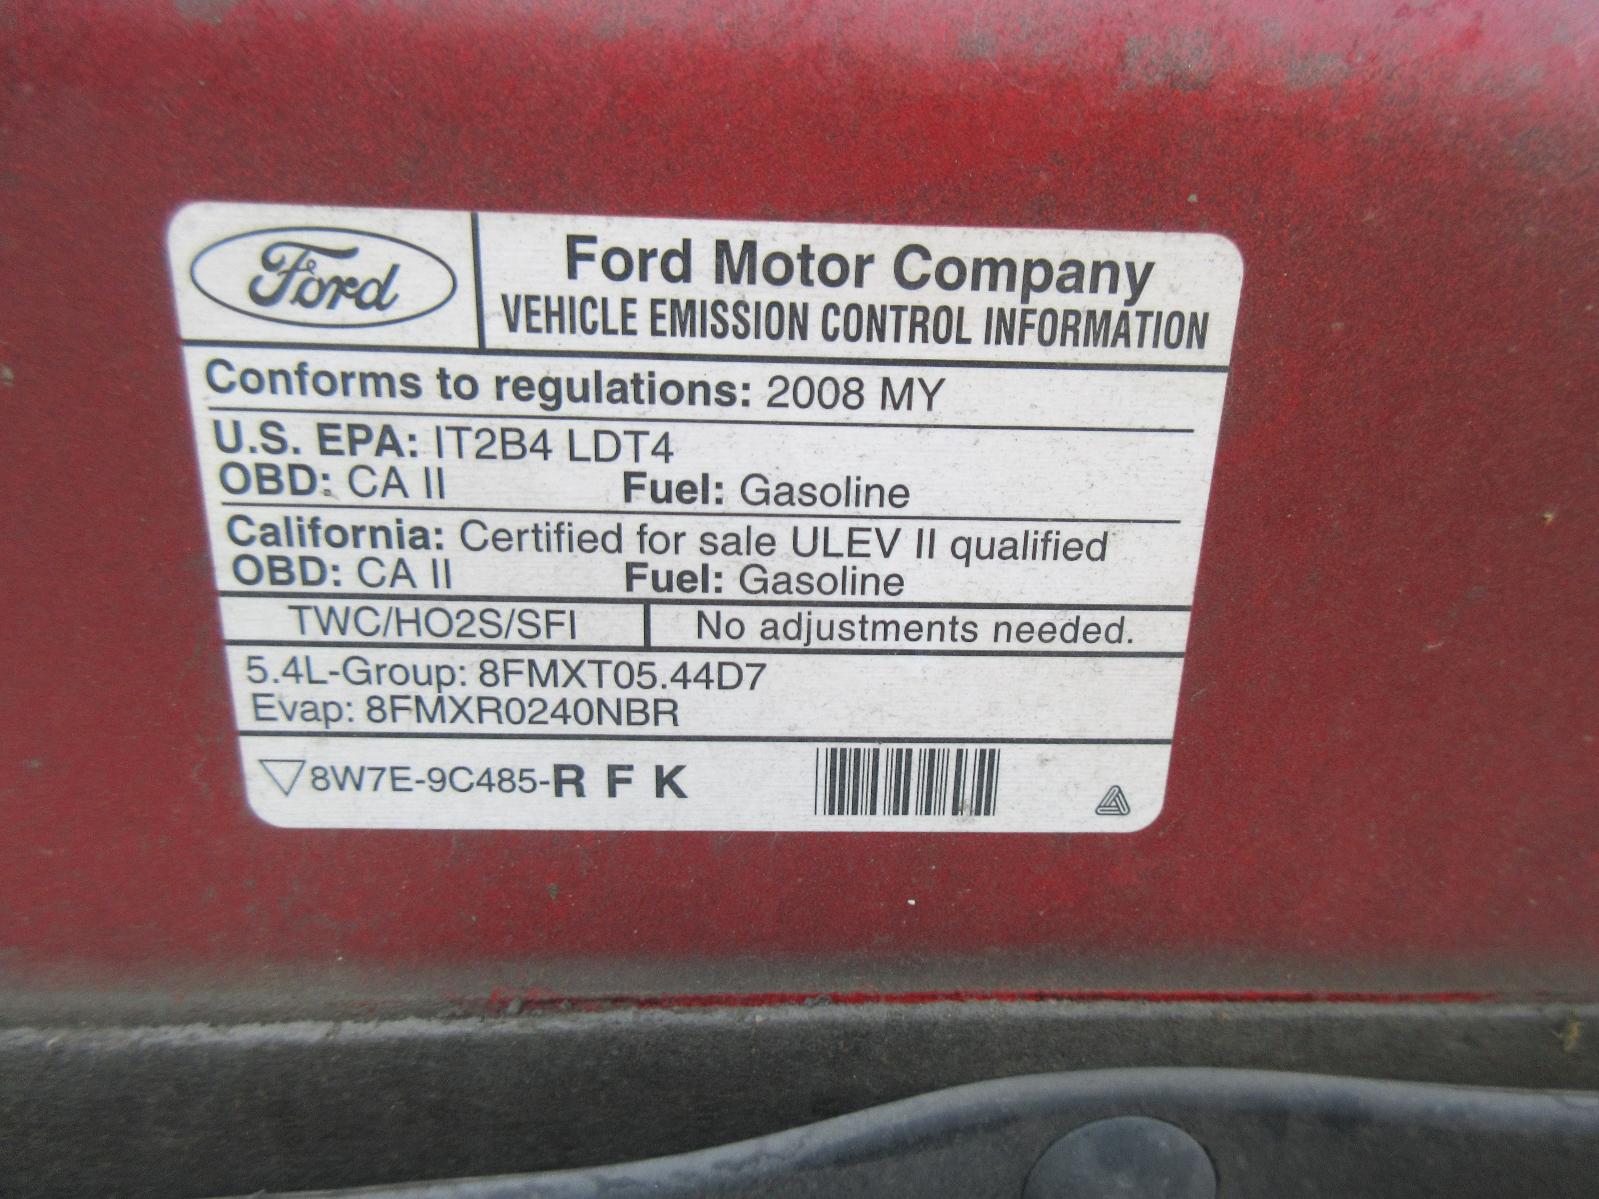 Ford
Ford Motor Company
VEHICLE EMISSION CONTROL INFORMATION
Conforms to regulations: 2008 MY
U.S. EPA: IT2B4 LDT4
OBD: CA II Fuel: Gasoline
California: Certified for sale ULEV II qualified
OBD: CA II Fuel: Gasoline
TWC/HO2S/SFI No adjustments needed.
5.4L-Group: 8FMXT05.44D7
Evap: 8FMXR0240NBR
8W7E-9C485-R F K